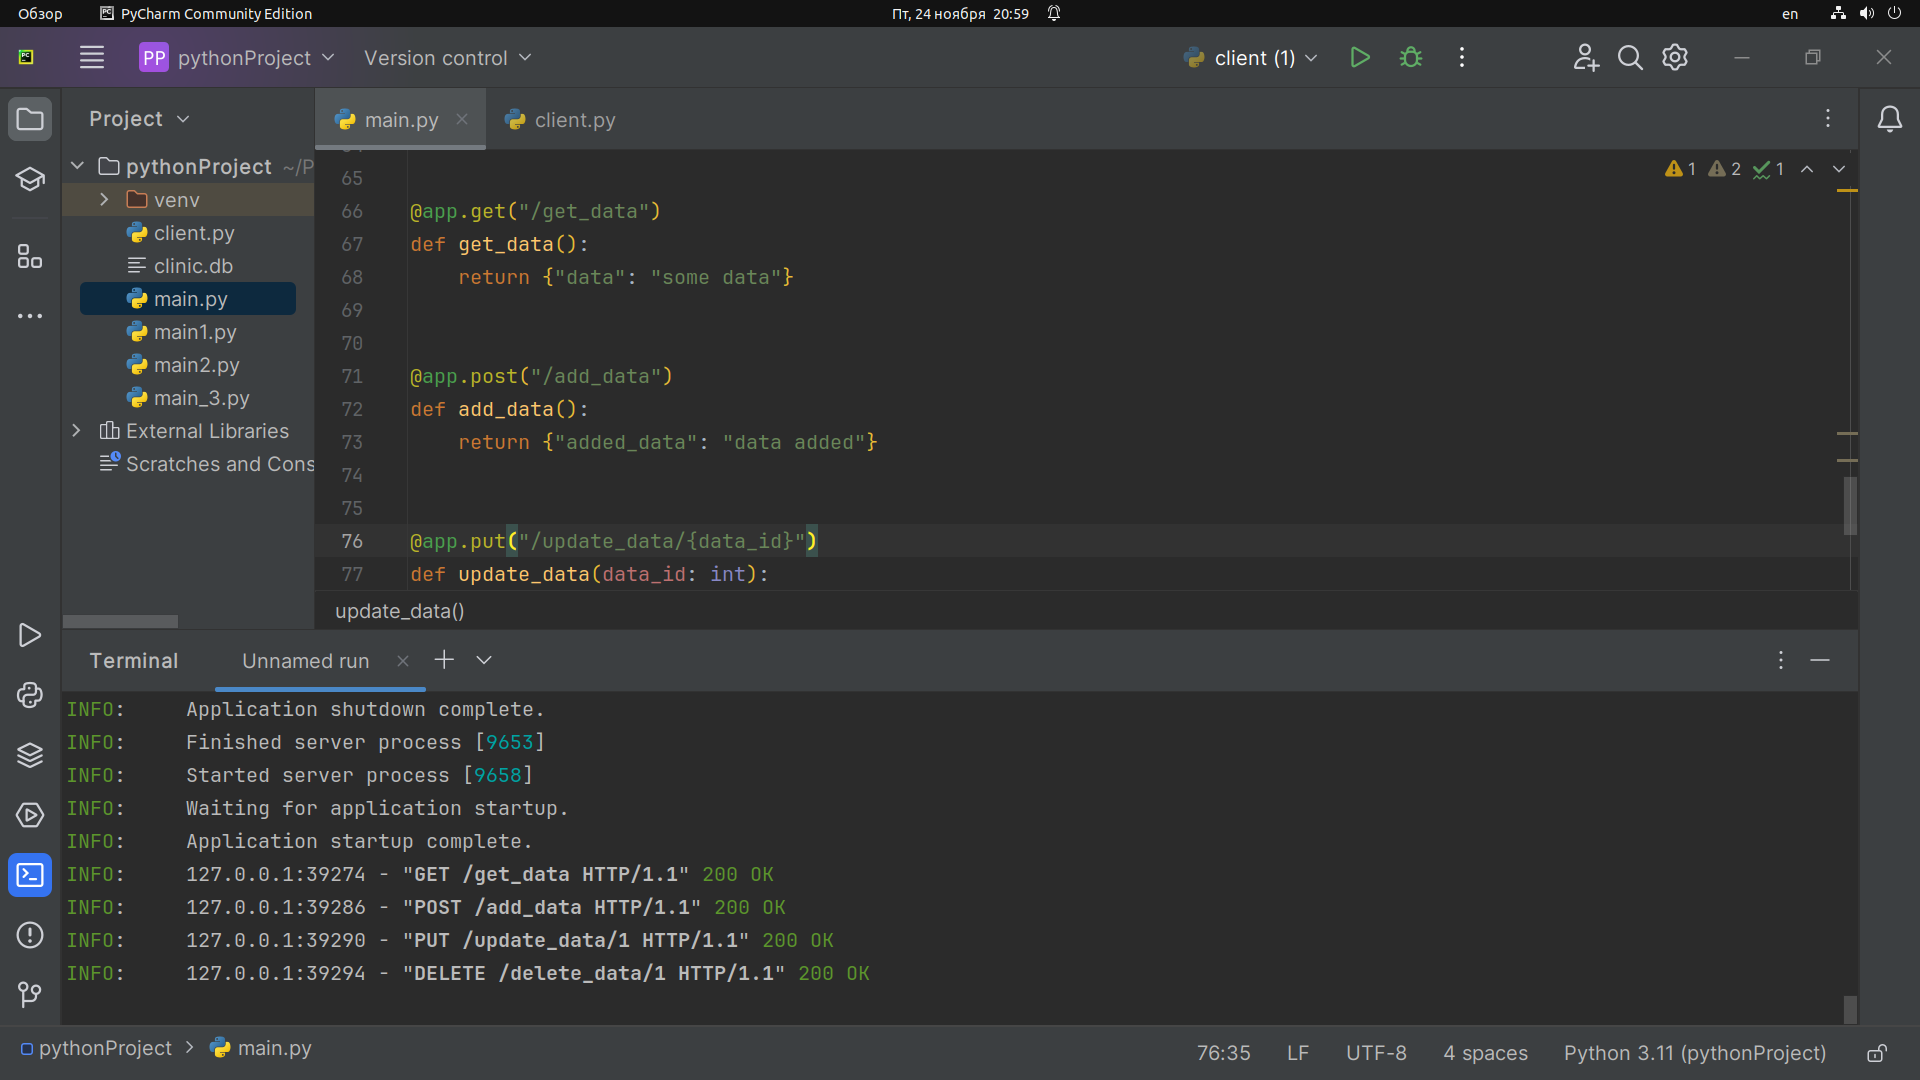 Обзор
PyCharm Community Edition
Пт, 24 ноября 20:59
en
PP pythonProject
Version control
client (1)
Project
main.py
client.py
pythonProject ~/P
venv
client.py
clinic.db
main.py
main1.py
main2.py
main_3.py
External Libraries
Scratches and Cons
1 2 1
65
66 @app.get("/get_data")
67 def get_data():
68     return {"data": "some data"}
69
70
71 @app.post("/add_data")
72 def add_data():
73     return {"added_data": "data added"}
74
75
76 @app.put("/update_data/{data_id}")
77 def update_data(data_id: int):
update_data()
Terminal
Unnamed run
INFO:     Application shutdown complete.
INFO:     Finished server process [9653]
INFO:     Started server process [9658]
INFO:     Waiting for application startup.
INFO:     Application startup complete.
INFO:     127.0.0.1:39274 - "GET /get_data HTTP/1.1" 200 OK
INFO:     127.0.0.1:39286 - "POST /add_data HTTP/1.1" 200 OK
INFO:     127.0.0.1:39290 - "PUT /update_data/1 HTTP/1.1" 200 OK
INFO:     127.0.0.1:39294 - "DELETE /delete_data/1 HTTP/1.1" 200 OK
pythonProject > main.py
76:35
LF
UTF-8
4 spaces
Python 3.11 (pythonProject)